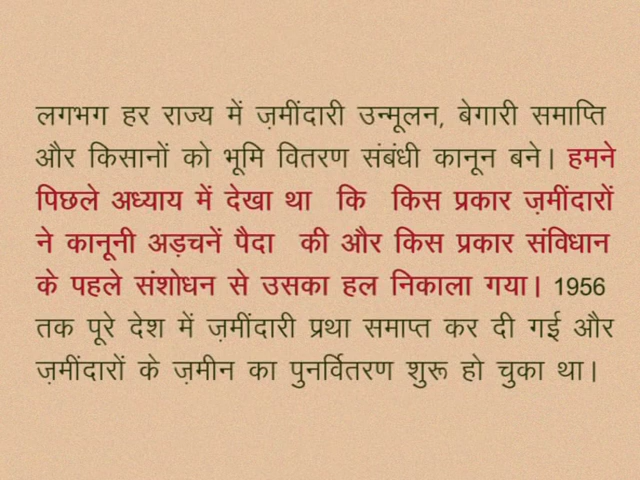 लगभग हर राज्य में ज़मींदारी उन्मूलन, बेगारी समाप्ति
और किसानों को भूमि वितरण संबंधी कानून बने। हमने
पिछले अध्याय में देखा था कि किस प्रकार ज़मींदारों
ने कानूनी अड़चनें पैदा की और किस प्रकार संविधान
के पहले संशोधन से उसका हल निकाला गया। 1956
तक पूरे देश में ज़मींदारी प्रथा समाप्त कर दी गई और
ज़मींदारों के ज़मीन का पुनर्वितरण शुरू हो चुका था।